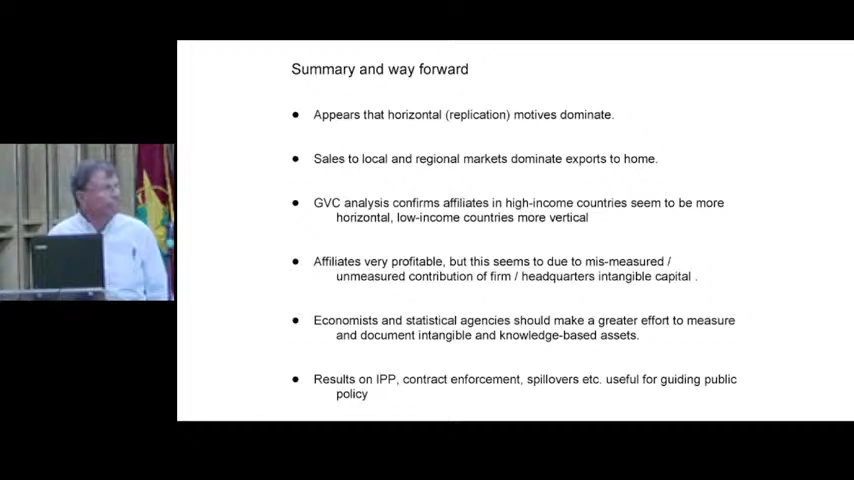 Summary and way forward
● Appears that horizontal (replication) motives dominate.
● Sales to local and regional markets dominate exports to home.
● GVC analysis confirms affiliates in high-income countries seem to be more
horizontal, low-income countries more vertical
● Affiliates very profitable, but this seems to due to mis-measured /
unmeasured contribution of firm / headquarters intangible capital .
● Economists and statistical agencies should make a greater effort to measure
and document intangible and knowledge-based assets.
● Results on IPP, contract enforcement, spillovers etc. useful for guiding public
policy